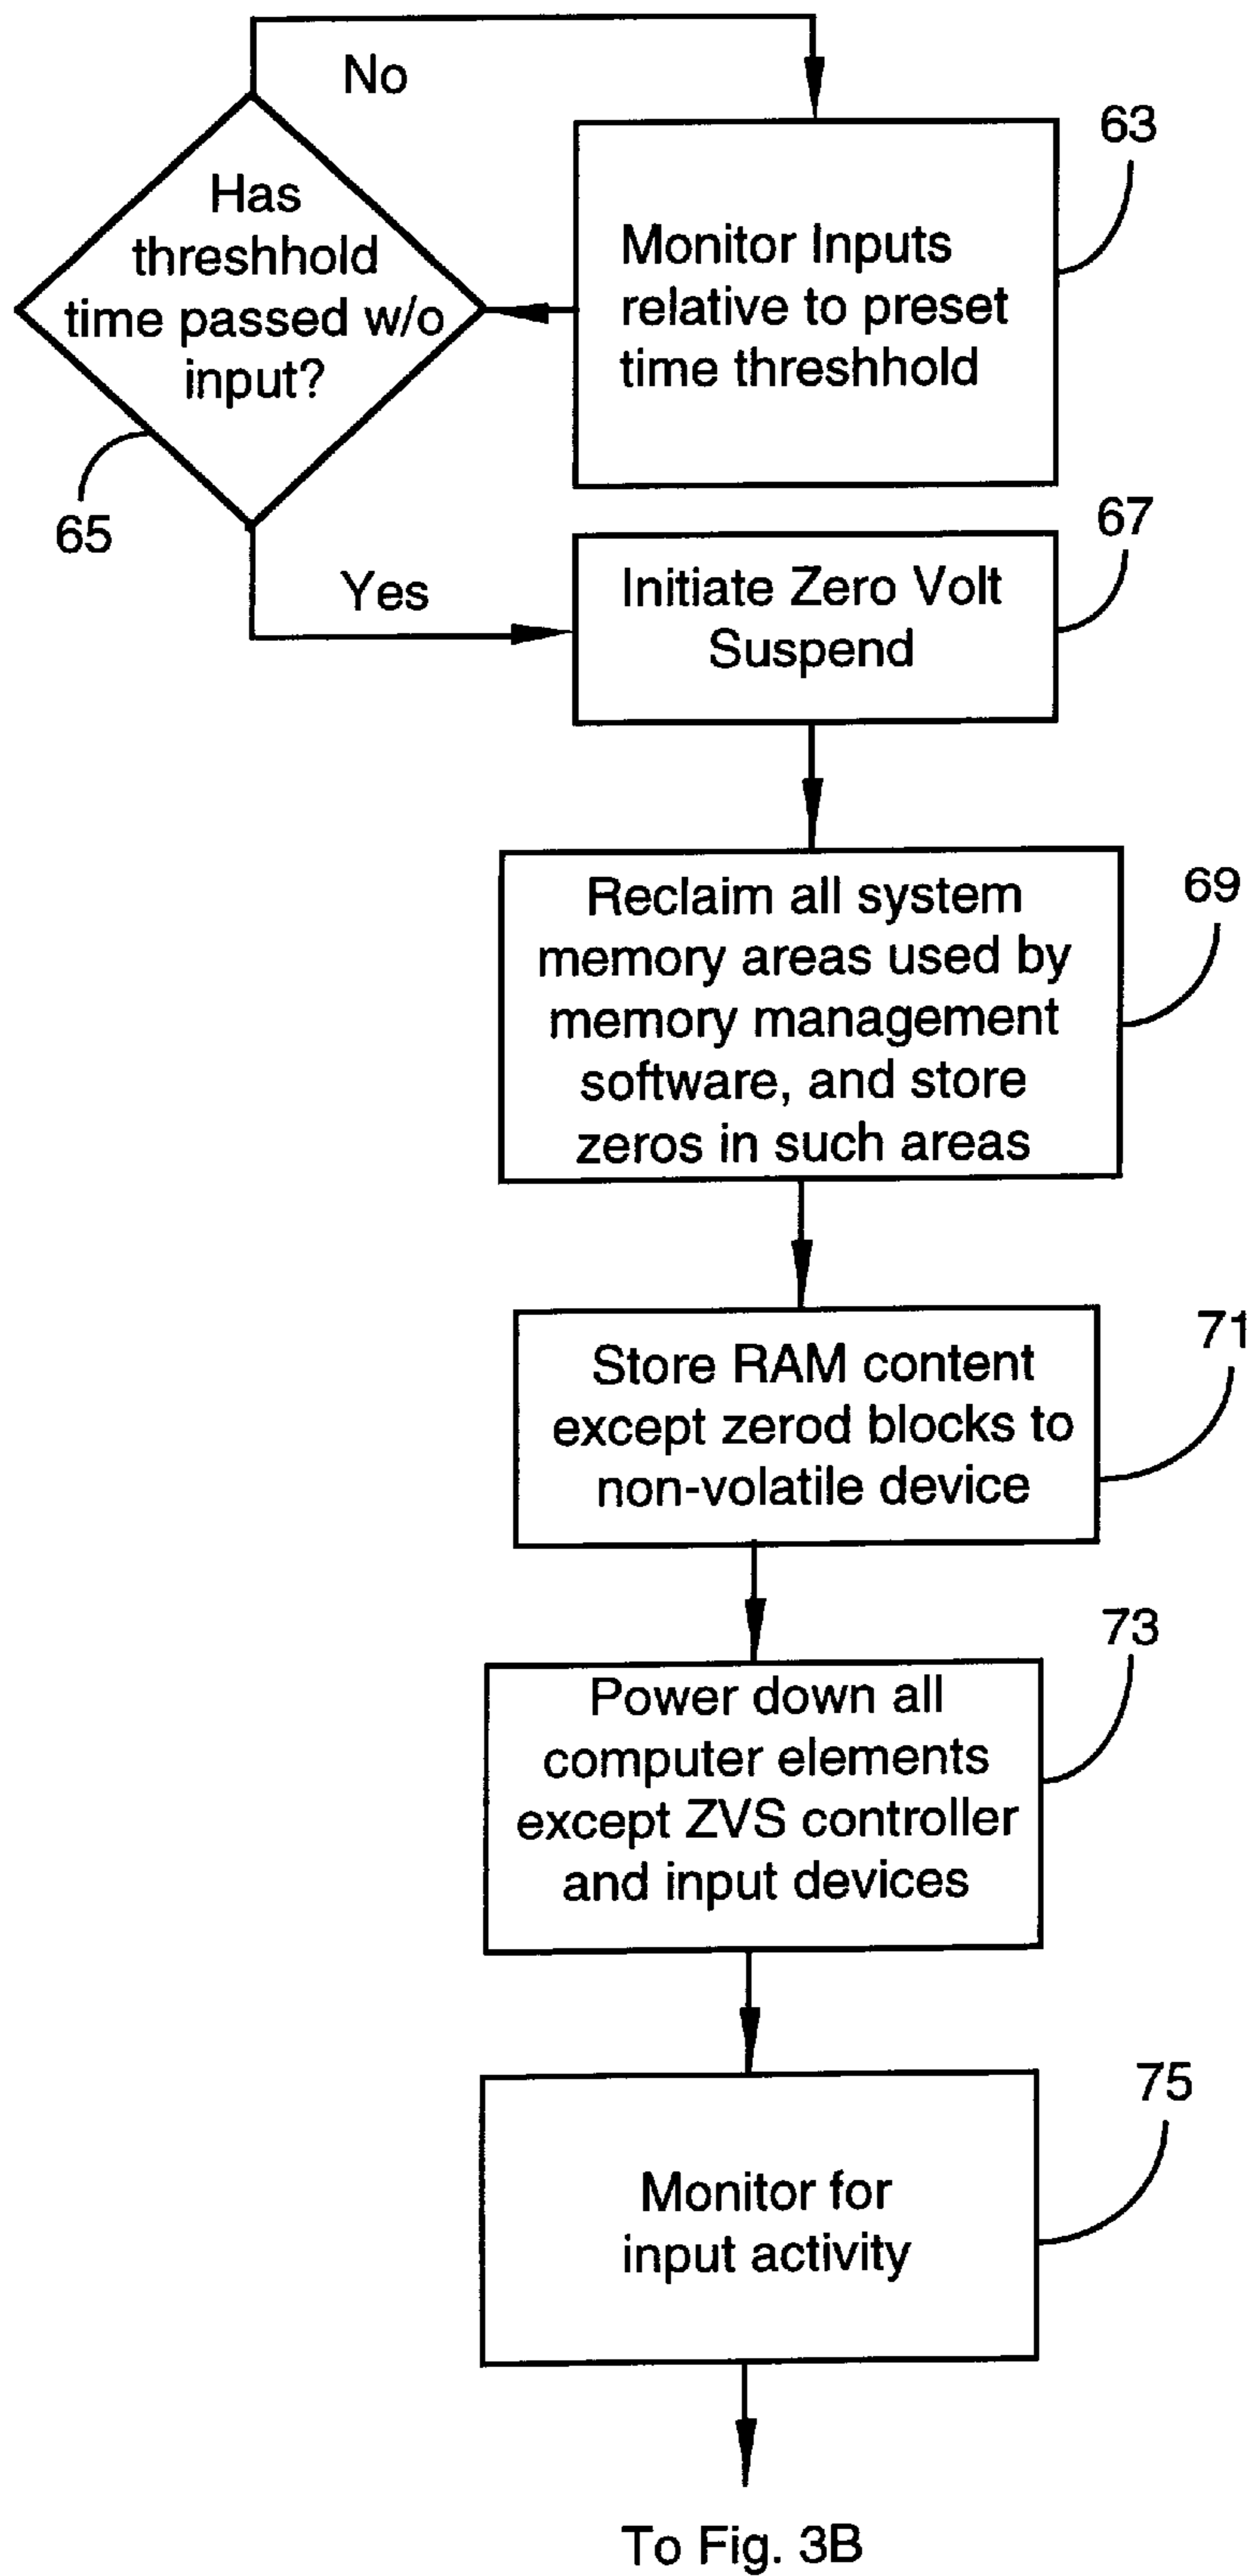 No
63
Has
threshhold
time passed w/o
input?
Monitor Inputs
relative to preset
time threshhold
65
67
Yes
Initiate Zero Volt
Suspend
69
Reclaim all system
memory areas used by
memory management
software, and store
zeros in such areas
71
Store RAM content
except zerod blocks to
non-volatile device
73
Power down all
computer elements
except ZVS controller
and input devices
75
Monitor for
input activity
To Fig. 3B